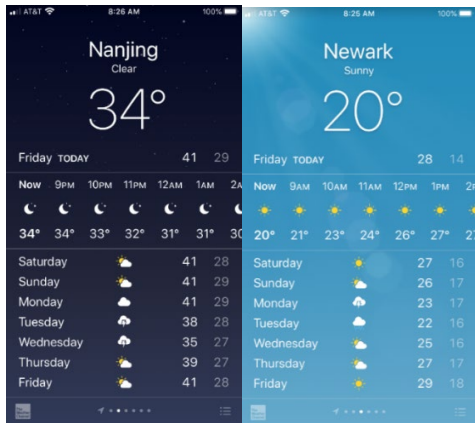 AT&T 8:26 AM 100%
Nanjing
Clear
34°
Friday TODAY 41 29
Now 9PM 10PM 11PM 12AM 1AM
34° 34° 33° 32° 31° 31°
Saturday 41 28
Sunday 41 29
Monday 41 29
Tuesday 38 28
Wednesday 35 27
Thursday 39 27
Friday 41 28
AT&T 8:25 AM 100%
Newark
Sunny
20°
Friday TODAY 28 14
Now 9AM 10AM 11AM 12PM 1PM
20° 21° 23° 24° 26° 27°
Saturday 27 16
Sunday 26 17
Monday 23 17
Tuesday 22 16
Wednesday 25 16
Thursday 27 17
Friday 29 18